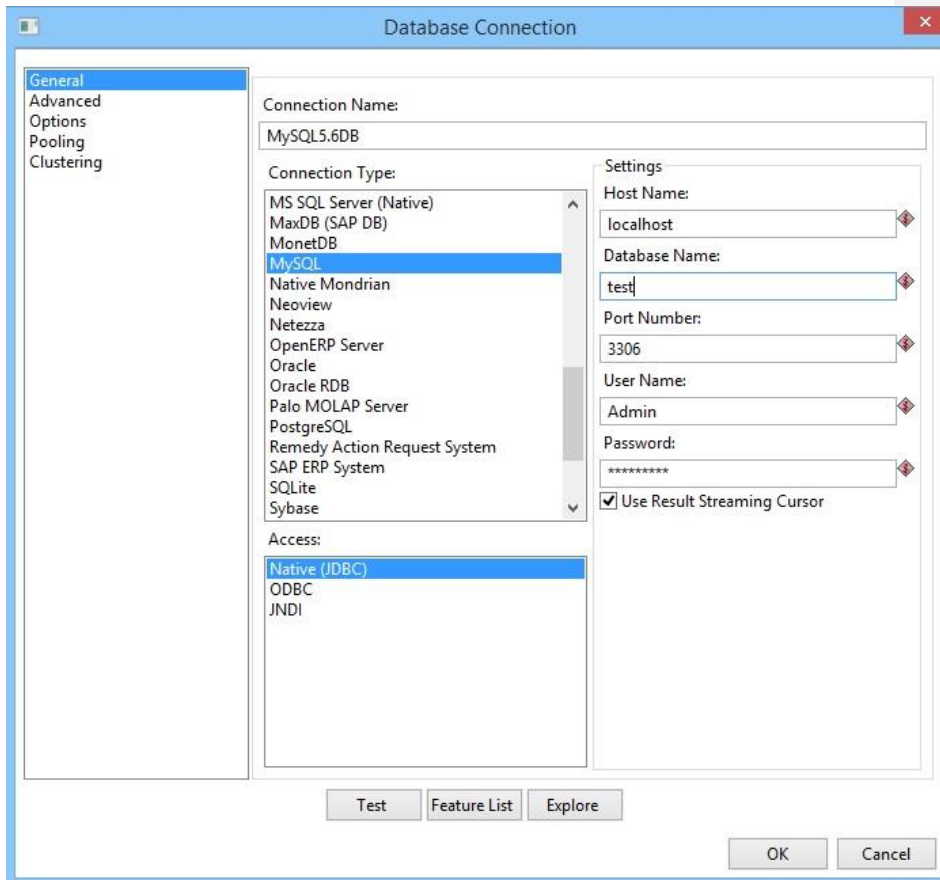 Database Connection
General
Advanced
Options
Pooling
Clustering
Connection Name:
MySQL5.6DB
Connection Type:
MS SQL Server (Native)
MaxDB (SAP DB)
MonetDB
MySQL
Native Mondrian
Neoview
Netezza
OpenERP Server
Oracle
Oracle RDB
Palo MOLAP Server
PostgreSQL
Remedy Action Request System
SAP ERP System
SQLite
Sybase
Access:
Native (JDBC)
ODBC
JNDI
Settings
Host Name:
localhost
Database Name:
test
Port Number:
3306
User Name:
Admin
Password:
*********
Use Result Streaming Cursor
Test Feature List Explore
OK Cancel